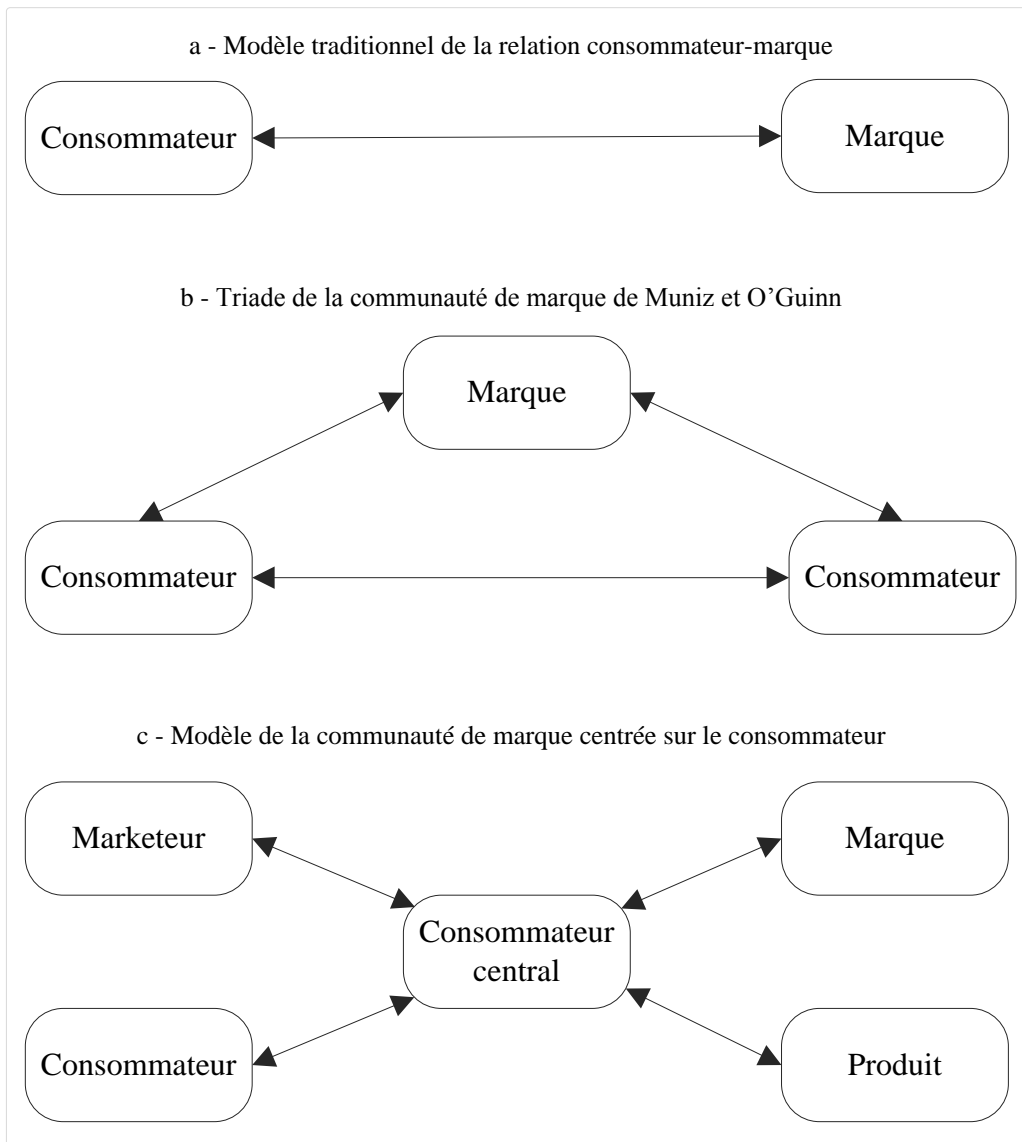 a - Modèle traditionnel de la relation consommateur-marque
Consommateur
Marque
b - Triade de la communauté de marque de Muniz et O’Guinn
Marque
Consommateur
Consommateur
c - Modèle de la communauté de marque centrée sur le consommateur
Marketeur
Marque
Consommateur
central
Consommateur
Produit